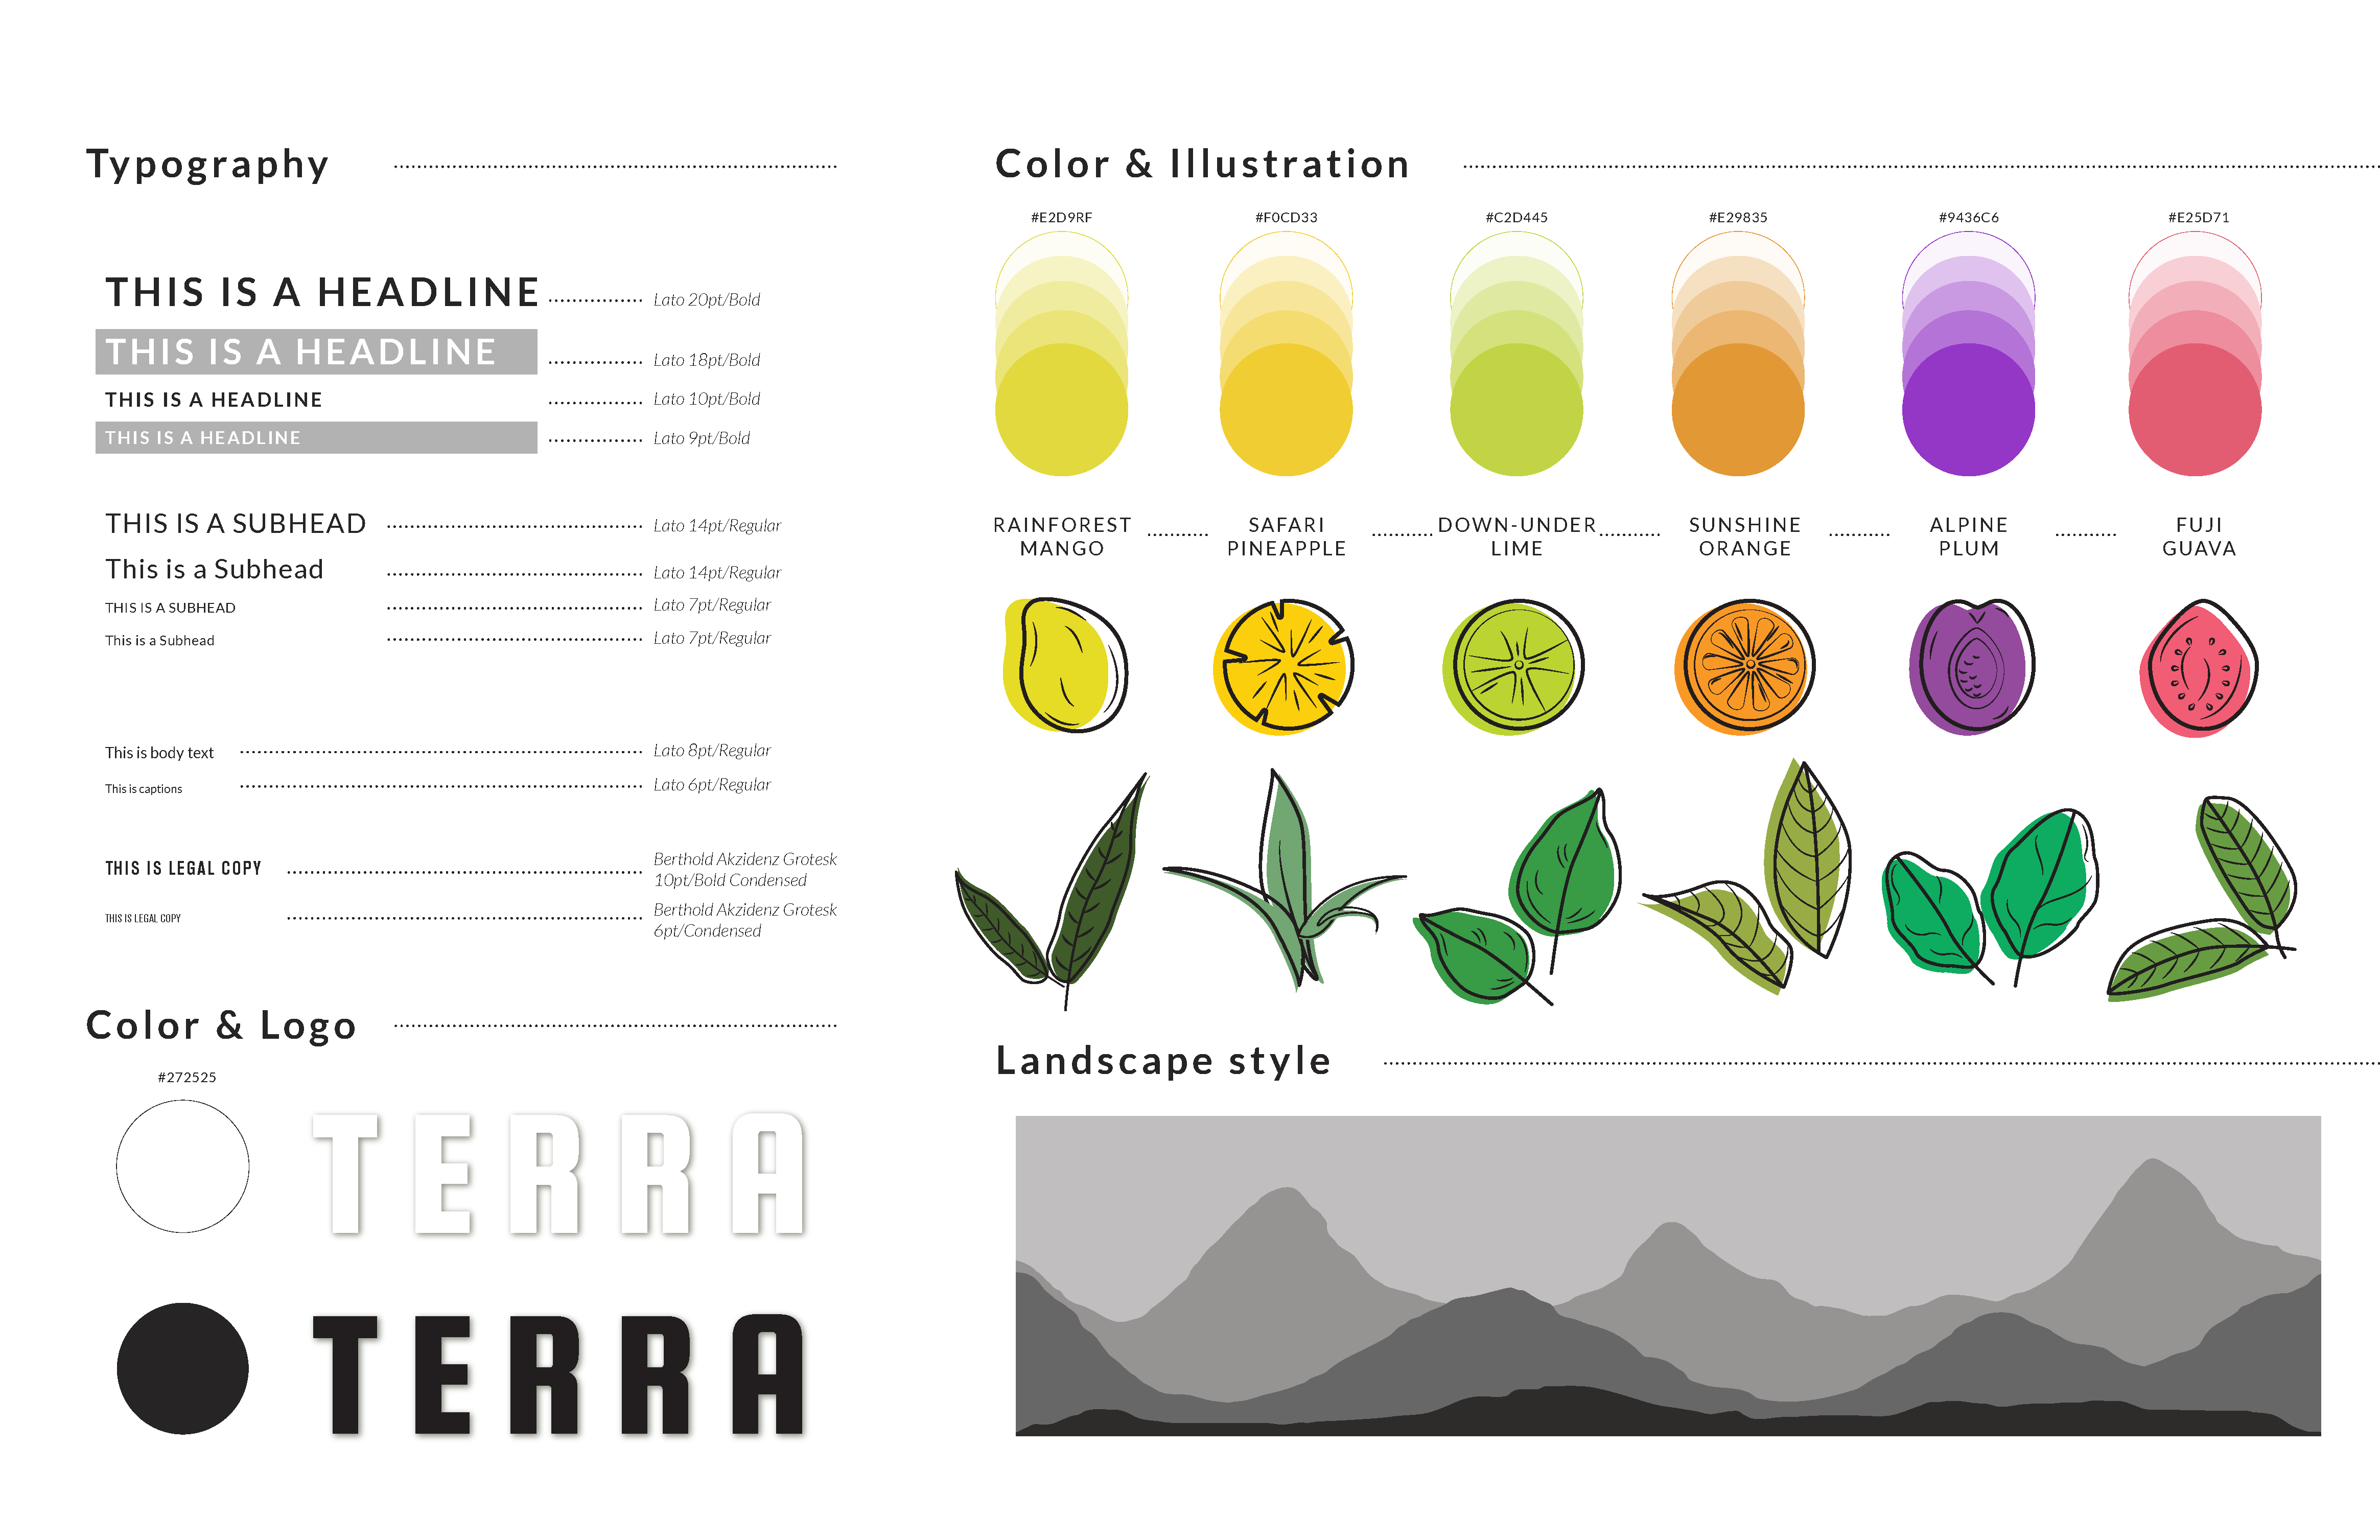 Typography
THIS IS A HEADLINE
Lato 20pt/Bold
THIS IS A HEADLINE
Lato 18pt/Bold
THIS IS A HEADLINE
Lato 10pt/Bold
THIS IS A HEADLINE
Lato 9pt/Bold
THIS IS A SUBHEAD
Lato 14pt/Regular
This is a Subhead
Lato 14pt/Regular
THIS IS A SUBHEAD
Lato 7pt/Regular
This is a Subhead
Lato 7pt/Regular
This is body text
Lato 8pt/Regular
This is captions
Lato 6pt/Regular
THIS IS LEGAL COPY
Berthold Akzidenz Grotesk
10pt/Bold Condensed
THIS IS LEGAL COPY
Berthold Akzidenz Grotesk
6pt/Condensed
Color & Logo
#272525
TERRA
TERRA
Color & Illustration
#E2D9RF
#F0CD33
#C2D445
#E29835
#9436C6
#E25D71
RAINFOREST
MANGO
SAFARI
PINEAPPLE
DOWN-UNDER
LIME
SUNSHINE
ORANGE
ALPINE
PLUM
FUJI
GUAVA
Landscape style